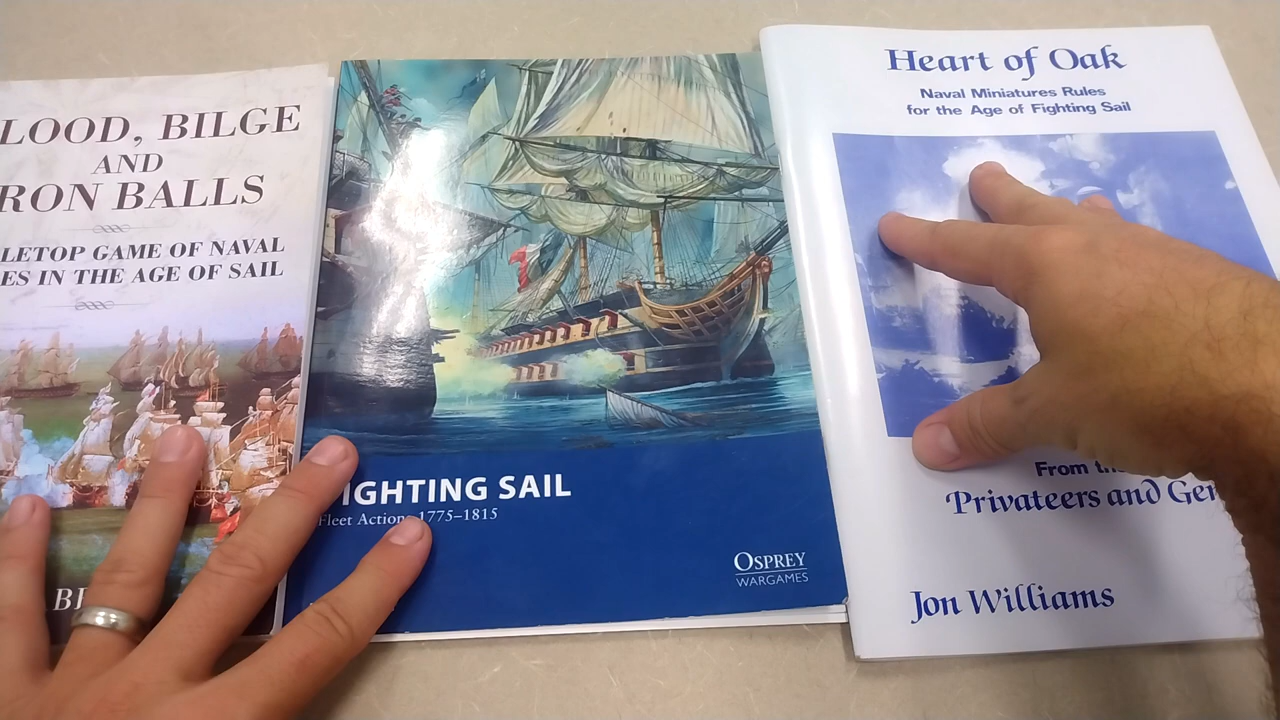 LOOD, BILGE
AND
RON BALLS
LETOP GAME OF NAVAL
ES IN THE AGE OF SAIL
IGHTING SAIL
Fleet Action 1775–1815
OSPREY
WARGAMES
Heart of Oak
Naval Miniatures Rules
for the Age of Fighting Sail
From th
Privateers and Ge
Jon Williams